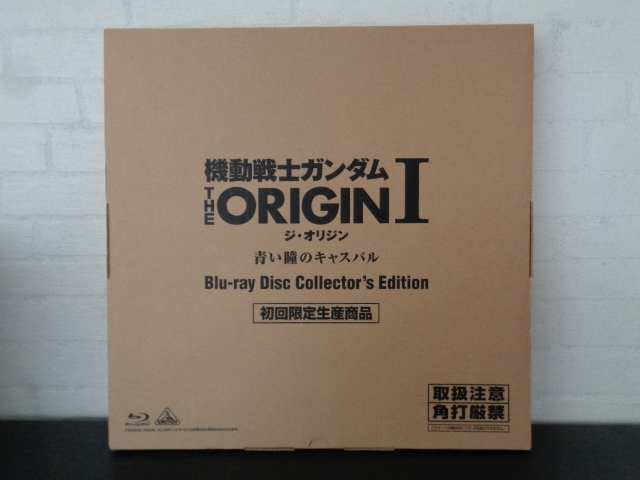 機動戦士ガンダム
THE ORIGIN I
ジ・オリジン
青い瞳のキャスバル
Blu-ray Disc Collector's Edition
初回限定生産商品
取扱注意
角打厳禁